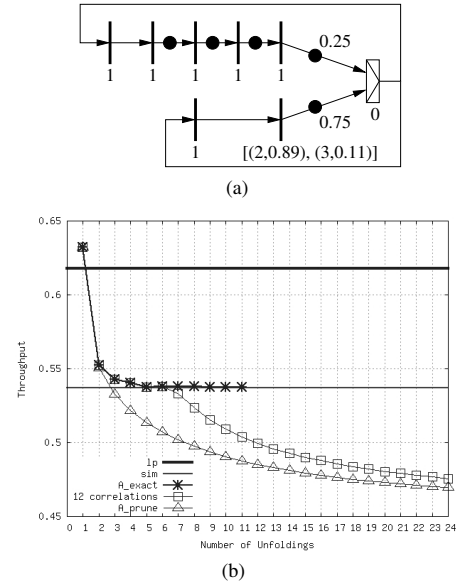 0.25
1 1 1 1 1
0.75
0
1 [(2,0.89), (3,0.11)]
(a)
0.65
0.6
0.55
0.5
0.45
Throughput
lp
sim
A_exact
12 correlations
A_prune
0 1 2 3 4 5 6 7 8 9 10 11 12 13 14 15 16 17 18 19 20 21 22 23 24
Number of Unfoldings
(b)